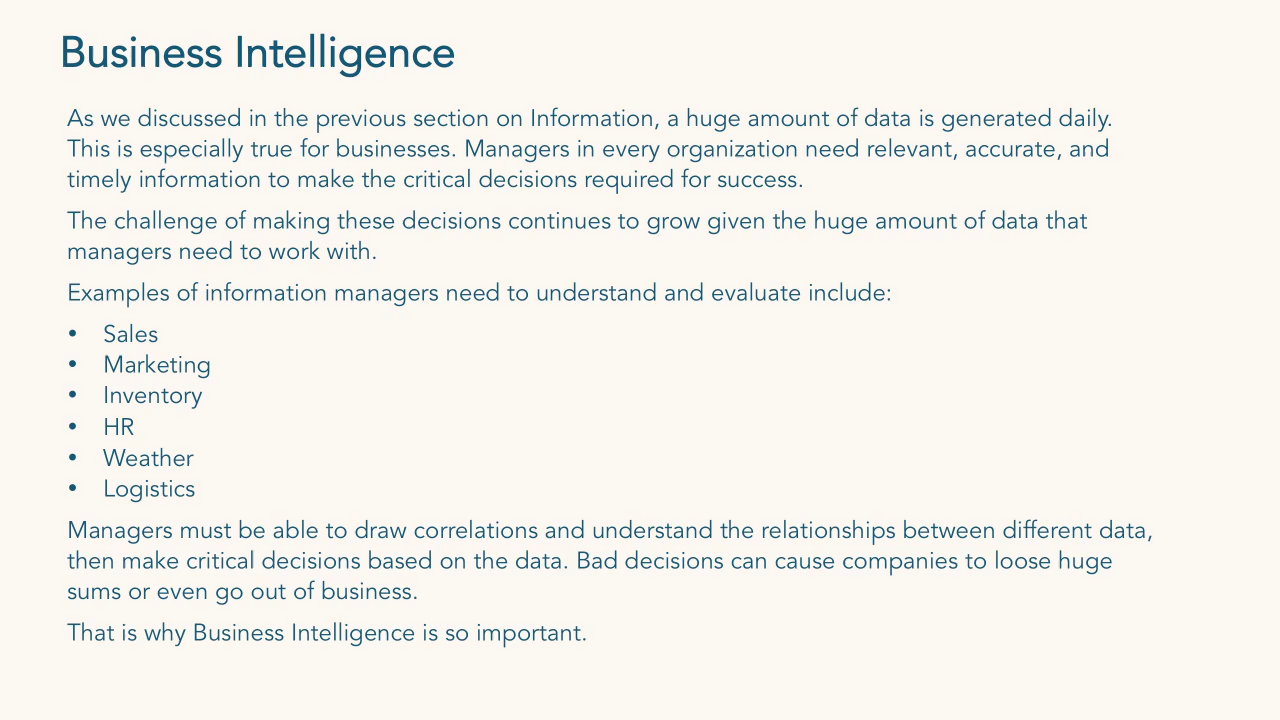 Business Intelligence
As we discussed in the previous section on Information, a huge amount of data is generated daily.
This is especially true for businesses. Managers in every organization need relevant, accurate, and
timely information to make the critical decisions required for success.
The challenge of making these decisions continues to grow given the huge amount of data that
managers need to work with.
Examples of information managers need to understand and evaluate include:
• Sales
• Marketing
• Inventory
• HR
• Weather
• Logistics
Managers must be able to draw correlations and understand the relationships between different data,
then make critical decisions based on the data. Bad decisions can cause companies to loose huge
sums or even go out of business.
That is why Business Intelligence is so important.